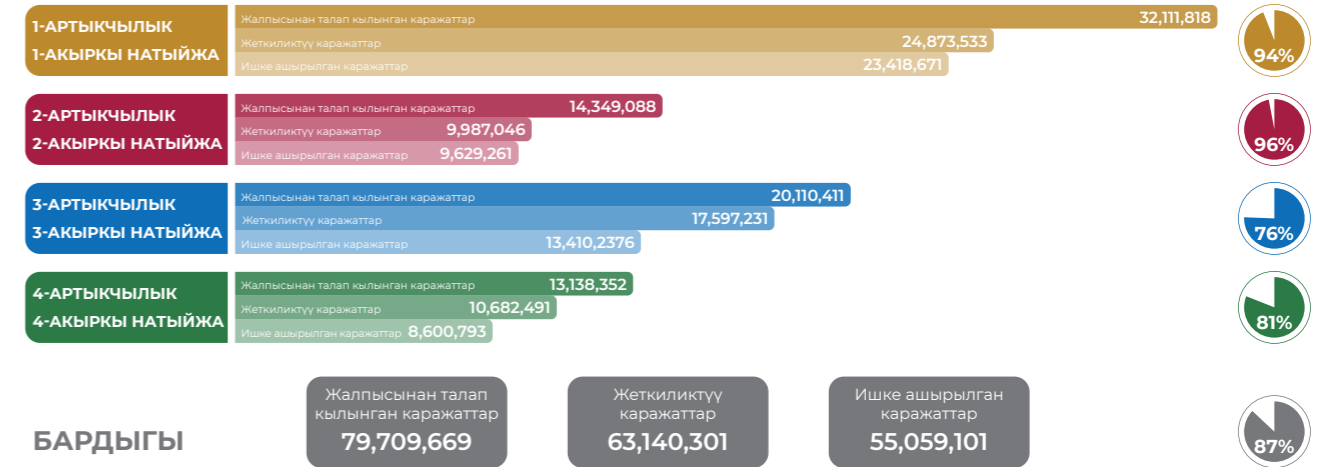 1-АРТЫКЧЫЛЫК
1-АКЫРКЫ НАТЫЙЖА
Жалпысынан талап кылынган каражаттар 32,111,818
Жеткиликтүү каражаттар 24,873,533
Ишке ашырылган каражаттар 23,418,671
94%
2-АРТЫКЧЫЛЫК
2-АКЫРКЫ НАТЫЙЖА
Жалпысынан талап кылынган каражаттар 14,349,088
Жеткиликтүү каражаттар 9,987,046
Ишке ашырылган каражаттар 9,629,261
96%
3-АРТЫКЧЫЛЫК
3-АКЫРКЫ НАТЫЙЖА
Жалпысынан талап кылынган каражаттар 20,110,411
Жеткиликтүү каражаттар 17,597,231
Ишке ашырылган каражаттар 13,410,2376
76%
4-АРТЫКЧЫЛЫК
4-АКЫРКЫ НАТЫЙЖА
Жалпысынан талап кылынган каражаттар 13,138,352
Жеткиликтүү каражаттар 10,682,491
Ишке ашырылган каражаттар 8,600,793
81%
БАРДЫГЫ
Жалпысынан талап
кылынган каражаттар
79,709,669
Жеткиликтүү
каражаттар
63,140,301
Ишке ашырылган
каражаттар
55,059,101
87%